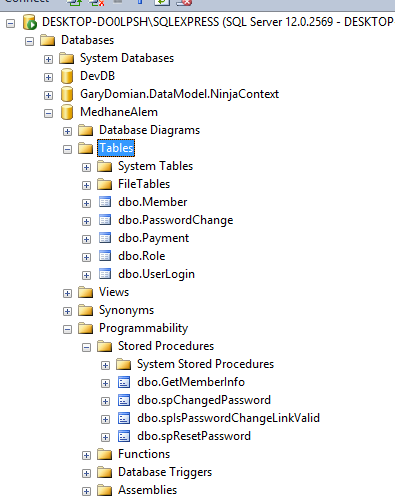 Connect
DESKTOP-DO0LPSH\SQLEXPRESS (SQL Server 12.0.2569 - DESKTOP
Databases
System Databases
DevDB
GaryDomian.DataModel.NinjaContext
MedhaneAlem
Database Diagrams
Tables
System Tables
FileTables
dbo.Member
dbo.PasswordChange
dbo.Payment
dbo.Role
dbo.UserLogin
Views
Synonyms
Programmability
Stored Procedures
System Stored Procedures
dbo.GetMemberInfo
dbo.spChangedPassword
dbo.spIsPasswordChangeLinkValid
dbo.spResetPassword
Functions
Database Triggers
Assemblies